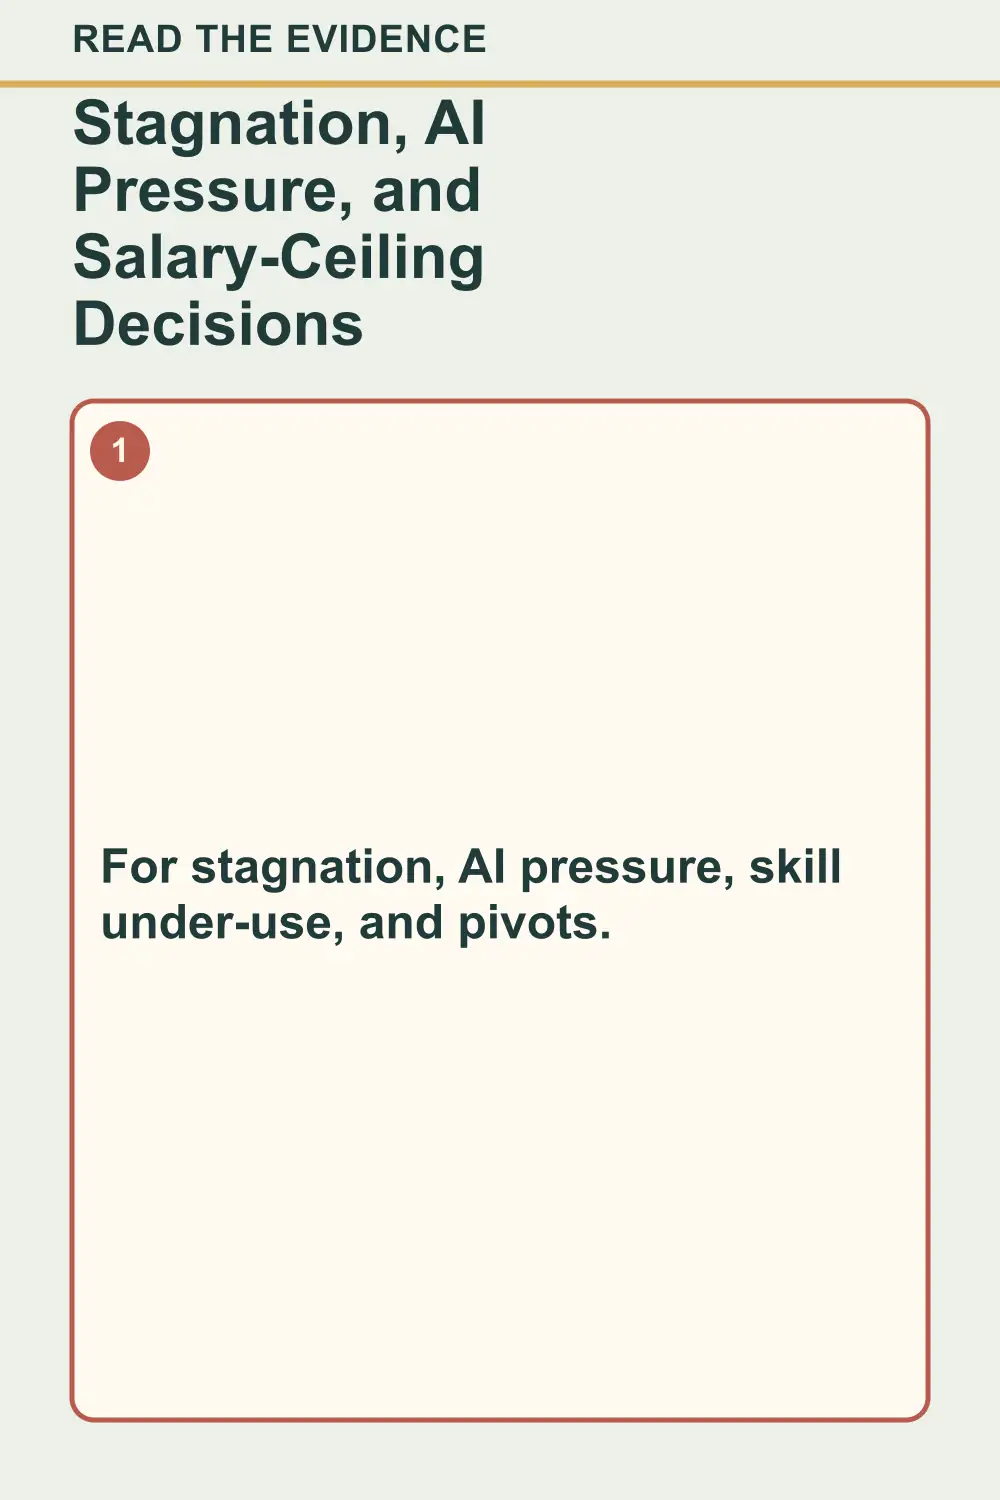 READ THE EVIDENCE
Stagnation, AI
Pressure, and
Salary-Ceiling
Decisions
1
For stagnation, AI pressure, skill
under-use, and pivots.